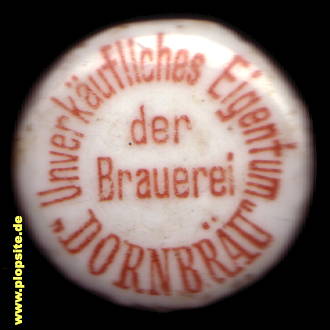 Unverkäufliches Eigentum
der
Brauerei
„DORNBRÄU"
www.plopsite.de